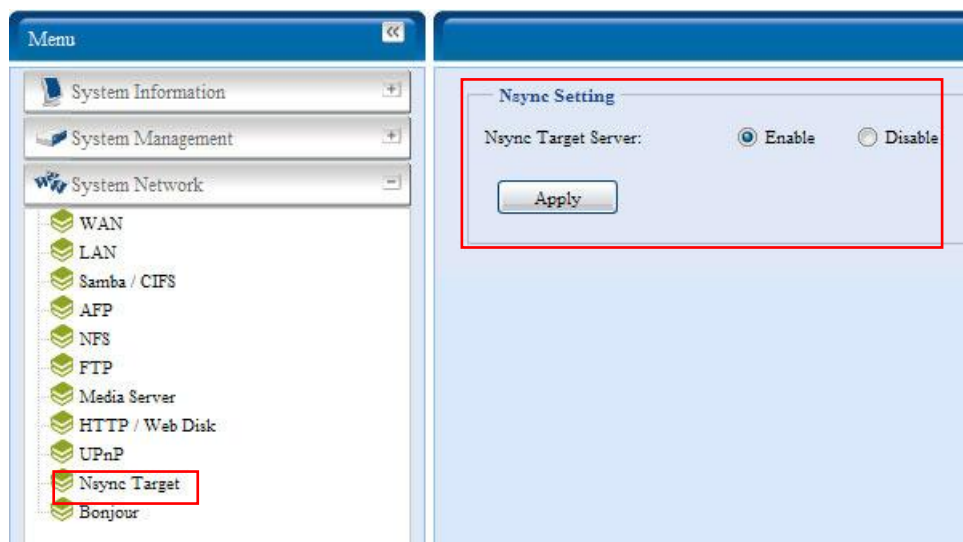 Menu
System Information
System Management
System Network
WAN
LAN
Samba / CIFS
AFP
NFS
FTP
Media Server
HTTP / Web Disk
UPnP
Nsync Target
Bonjour
Nsync Setting
Nsync Target Server: Enable Disable
Apply